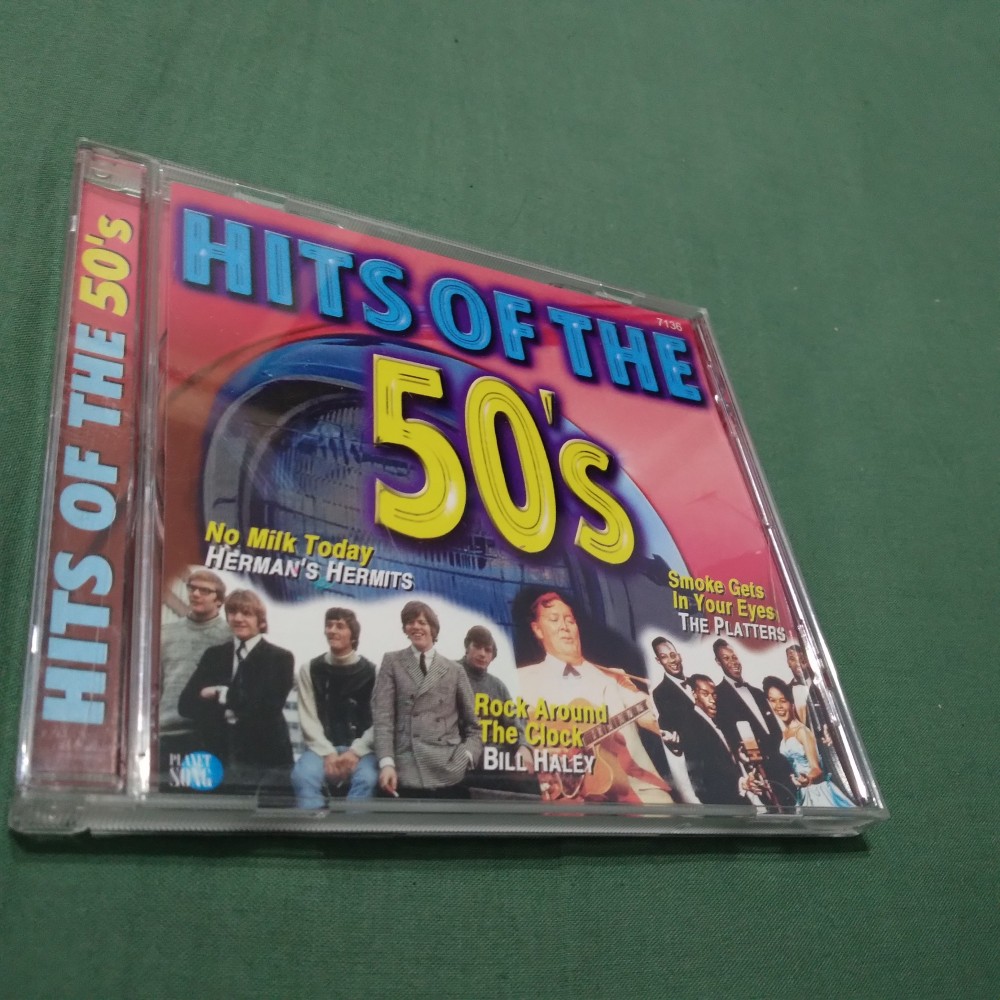 HITS OF THE 50's
HITS OF THE
50's
7136
No Milk Today
HERMAN'S HERMITS
Smoke Gets
In Your Eyes
THE PLATTERS
Rock Around
The Clock
BILL HALEY
PLANET
SONG